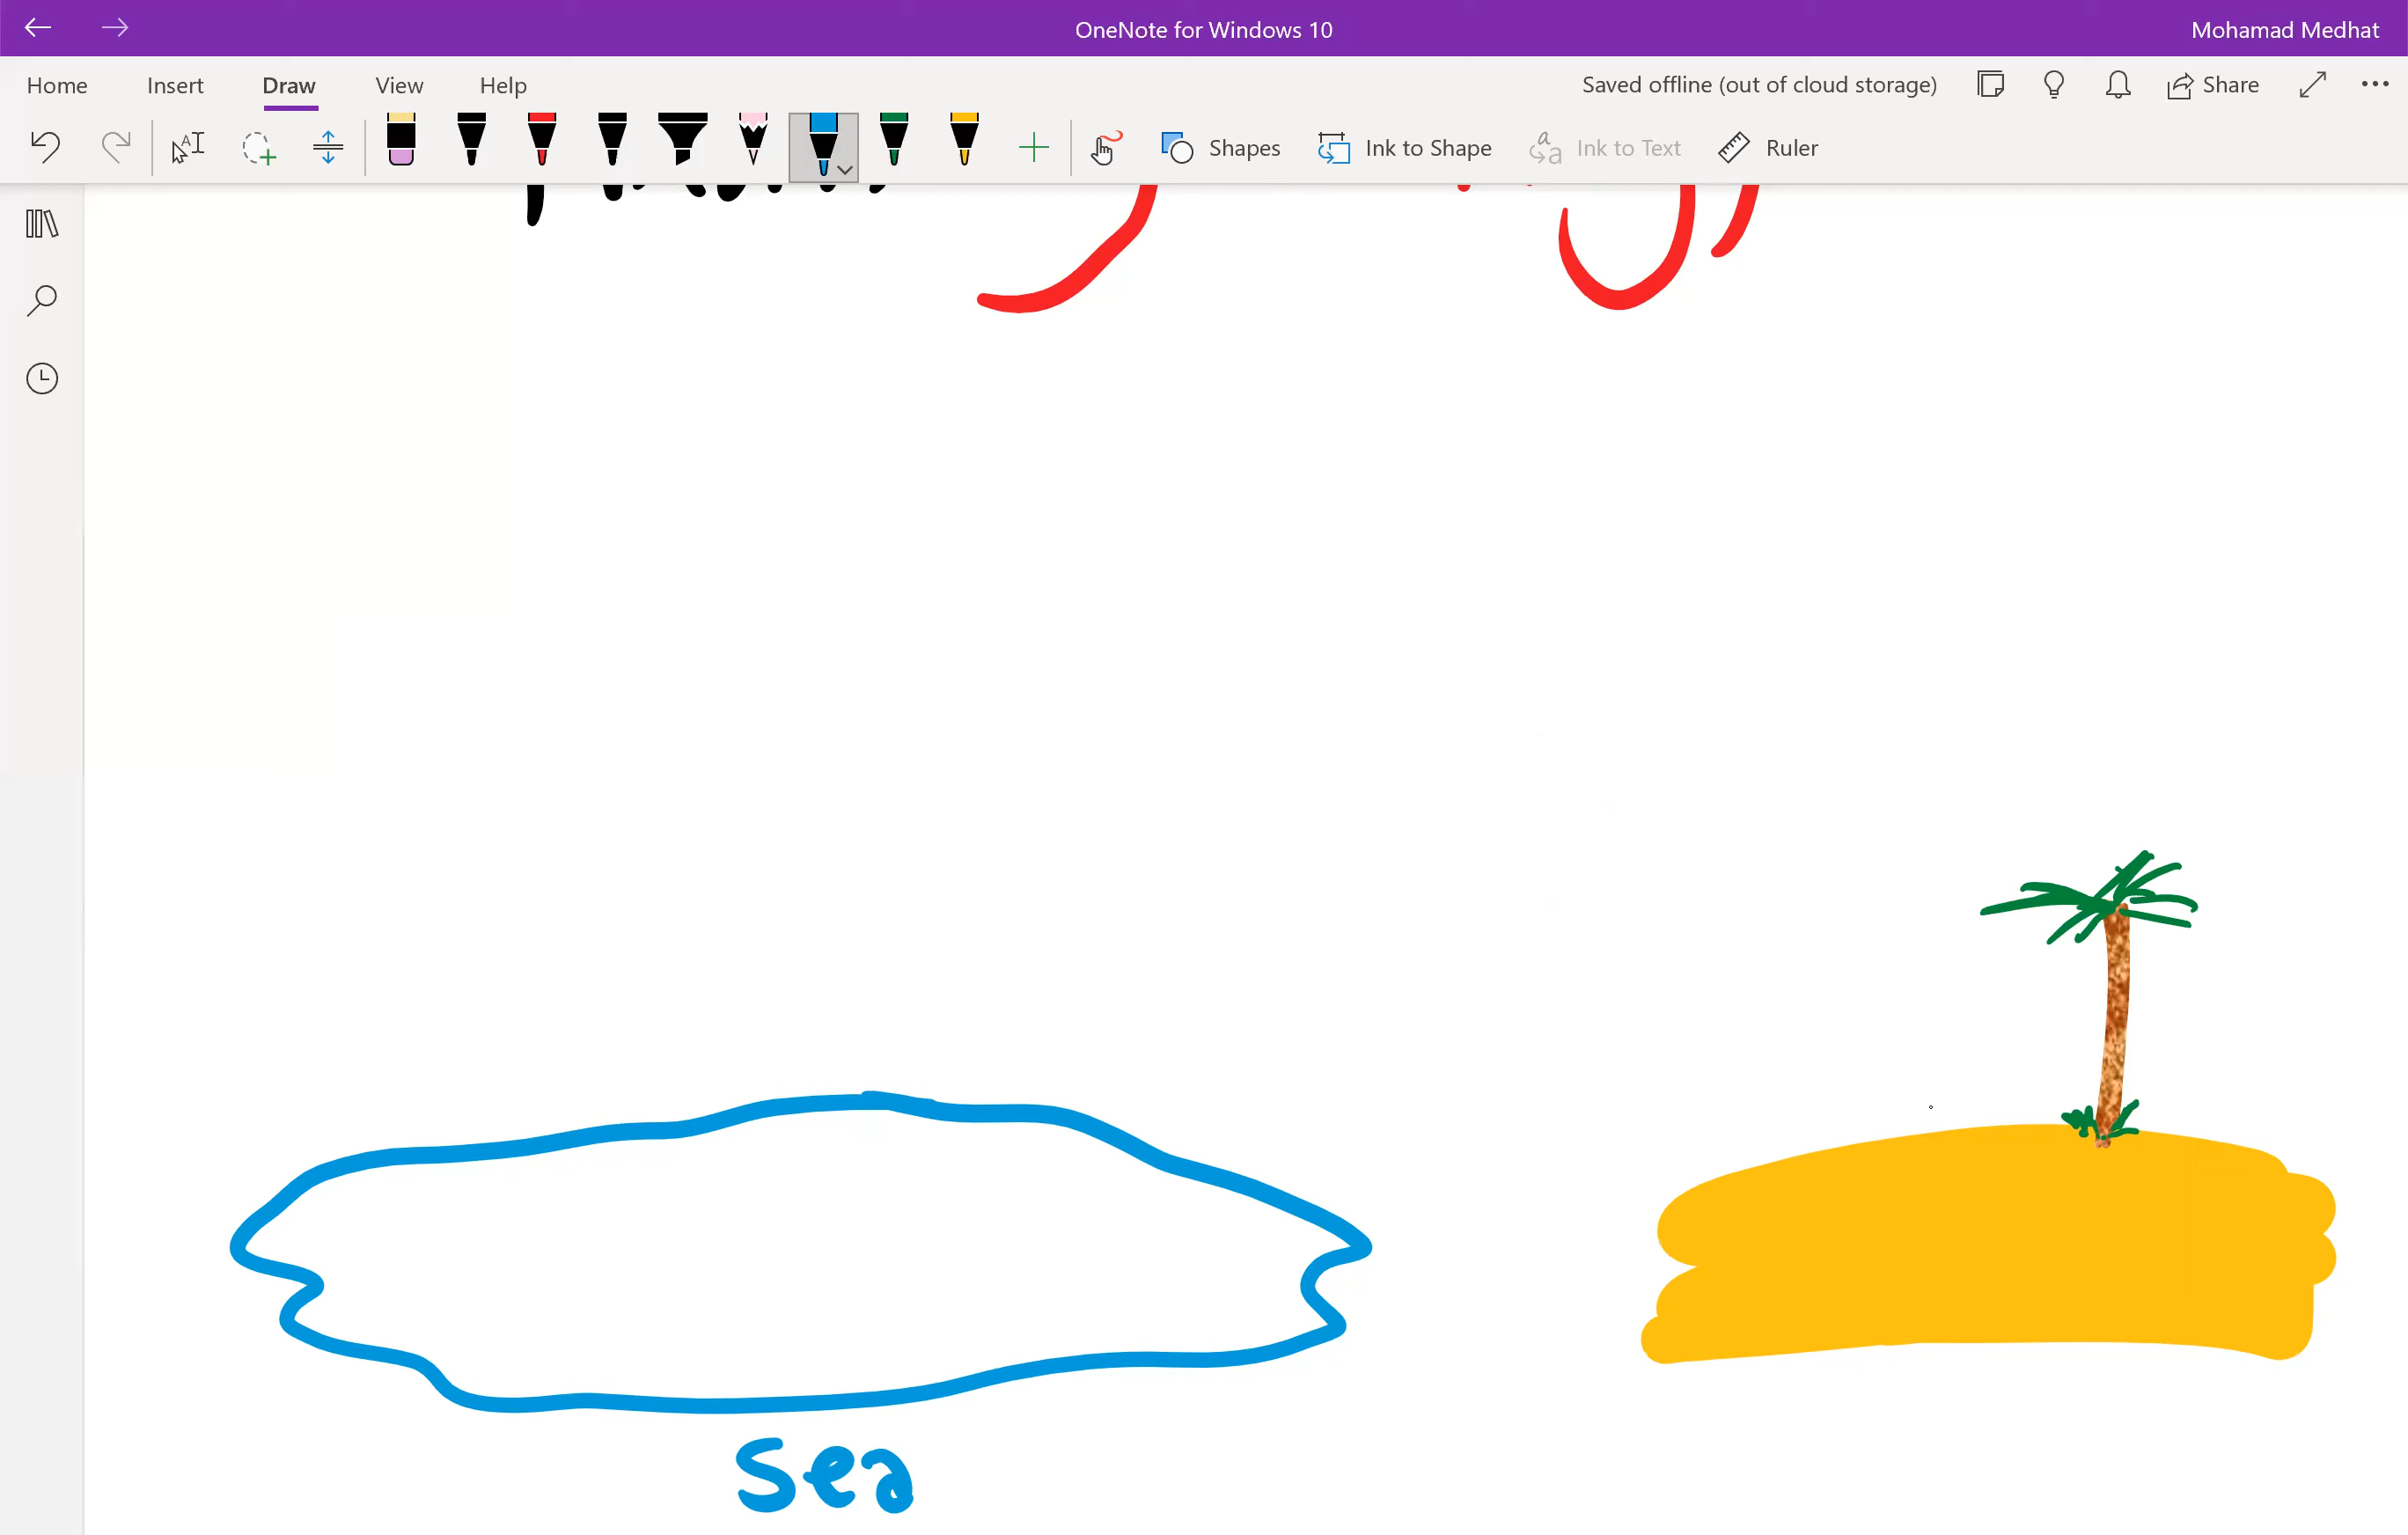 OneNote for Windows 10
Mohamad Medhat
Home Insert Draw View Help
Saved offline (out of cloud storage)
Share
Shapes
Ink to Shape
Ink to Text
Ruler
sea